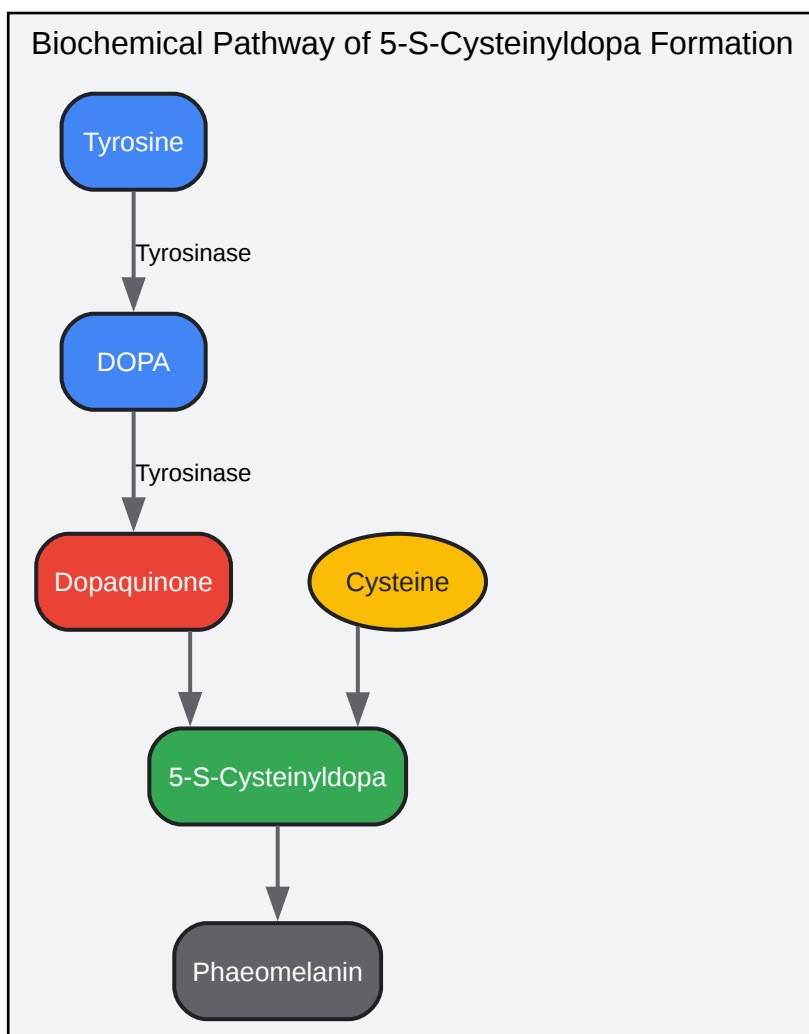 Biochemical Pathway of 5-S-Cysteinyldopa Formation
Tyrosine
Tyrosinase
DOPA
Tyrosinase
Dopaquinone
Cysteine
5-S-Cysteinyldopa
Phaeomelanin